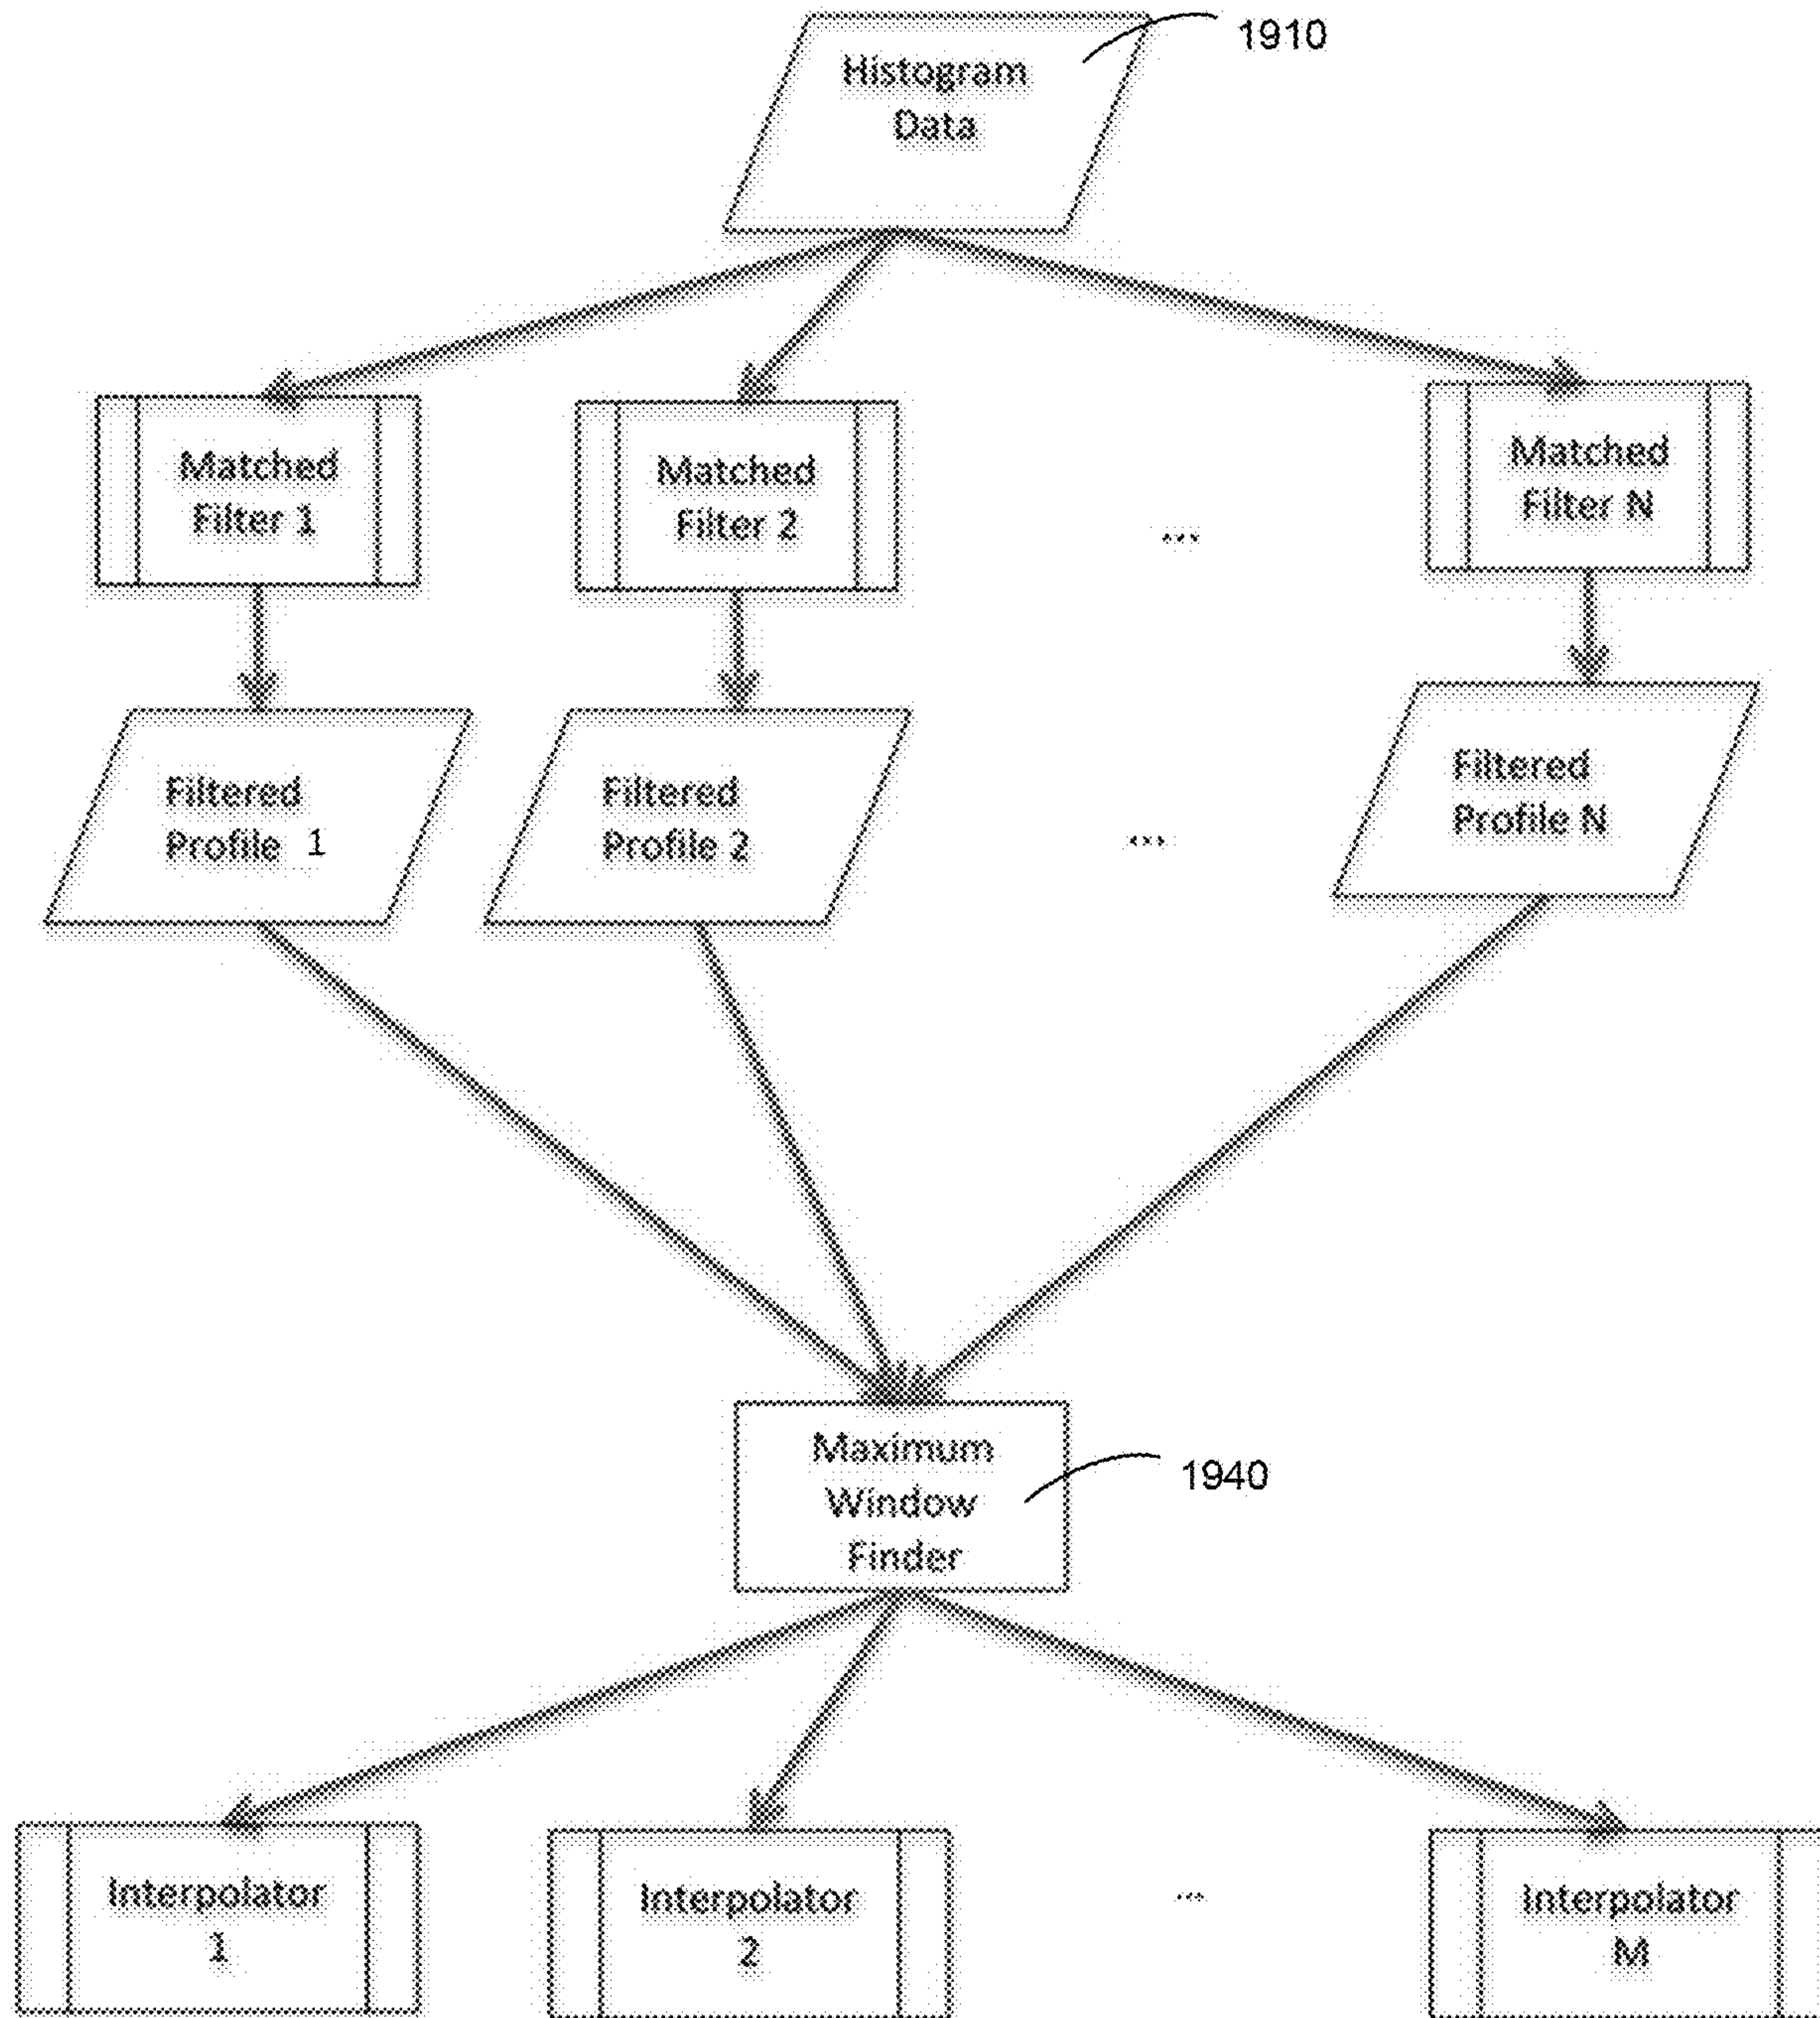 1910
Histogram
Data
Matched
Filter 1
Matched
Filter 2
...
Matched
Filter N
Filtered
Profile 1
Filtered
Profile 2
...
Filtered
Profile N
Maximum
Window
Finder
1940
Interpolator
1
Interpolator
2
...
Interpolator
M